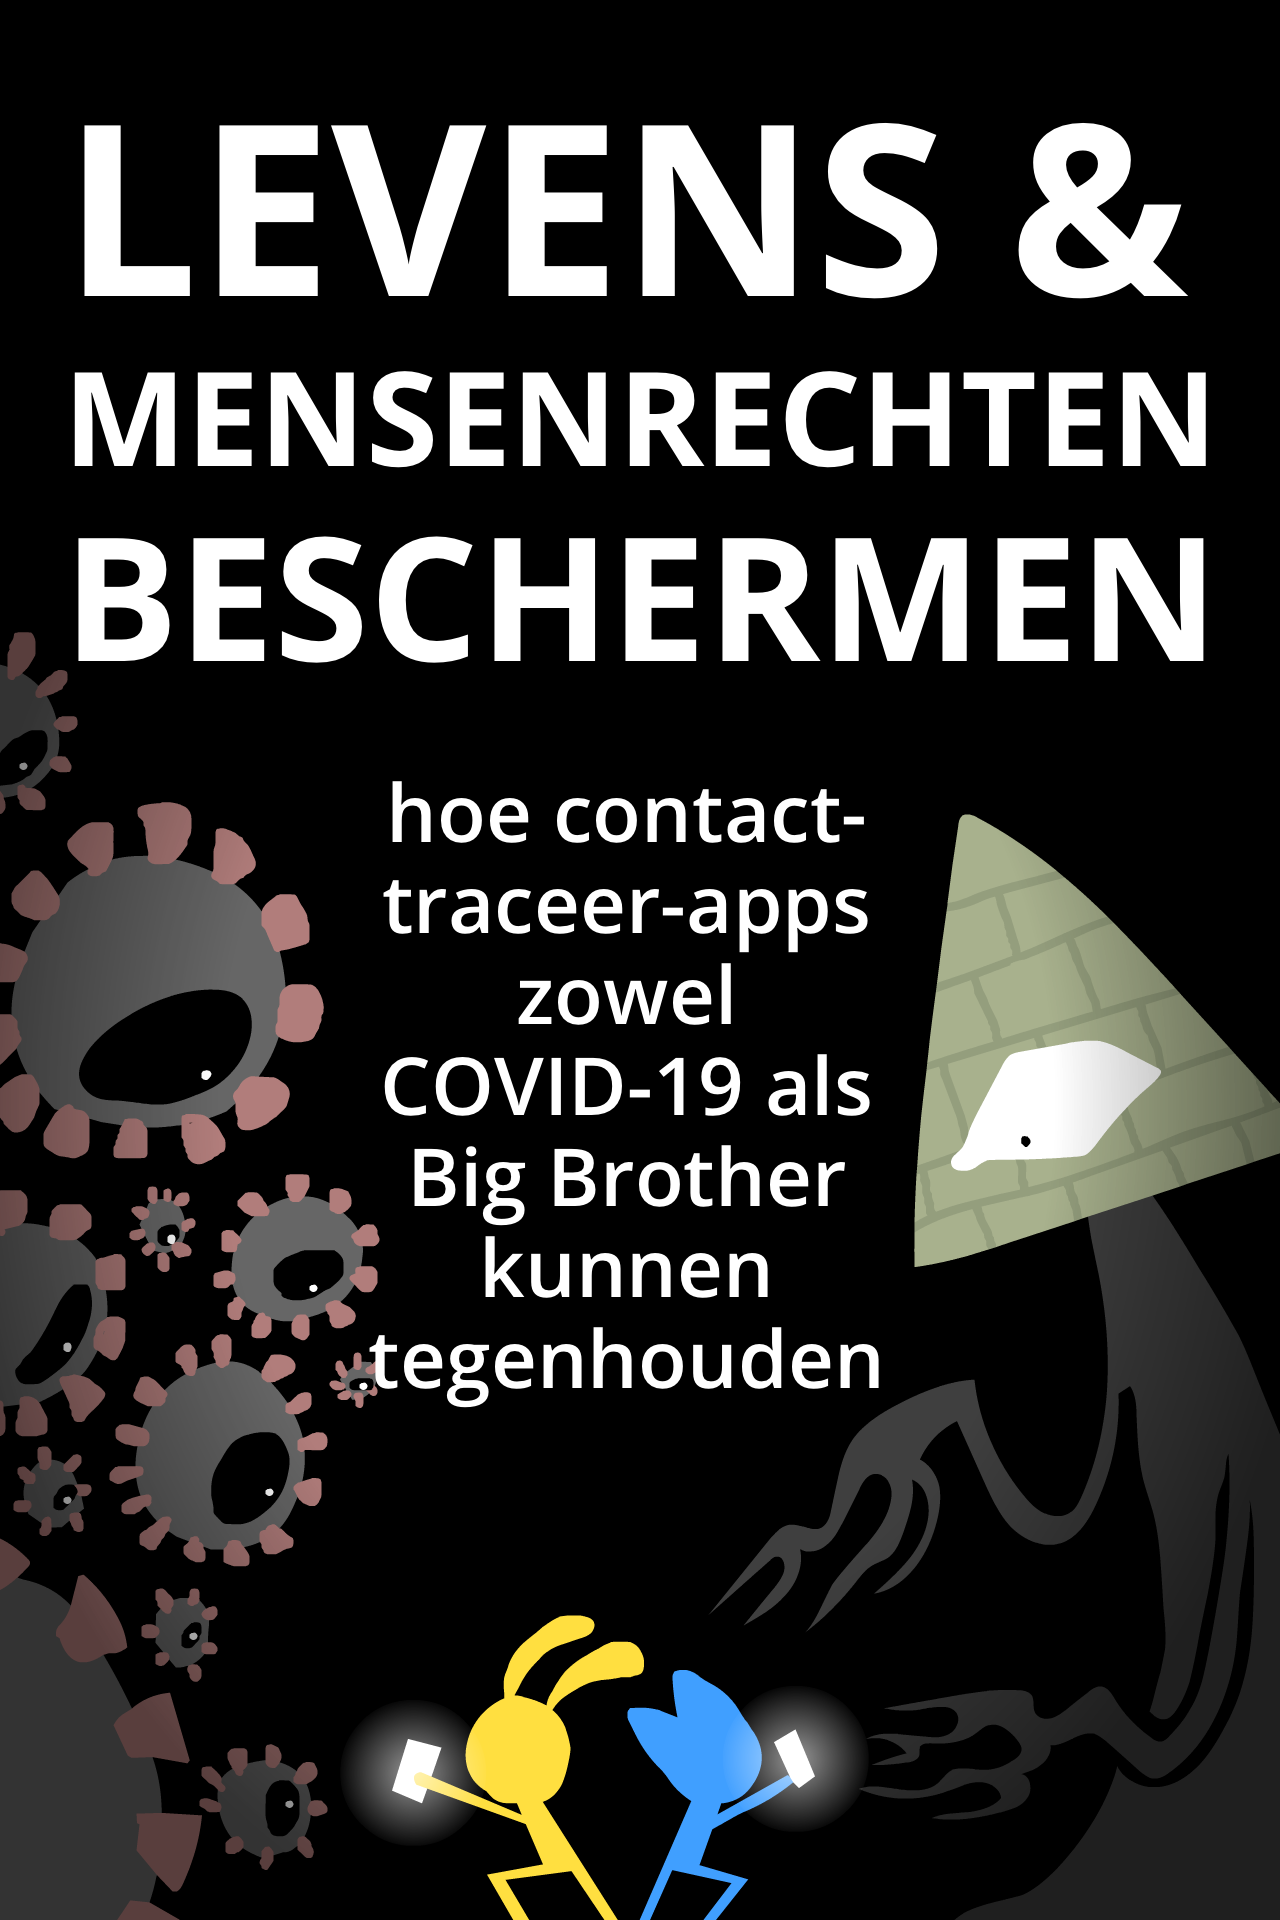 LEVENS &
MENSENRECHTEN
BESCHERMEN
hoe contact-
traceer-apps
zowel
COVID-19 als
Big Brother
kunnen
tegenhouden